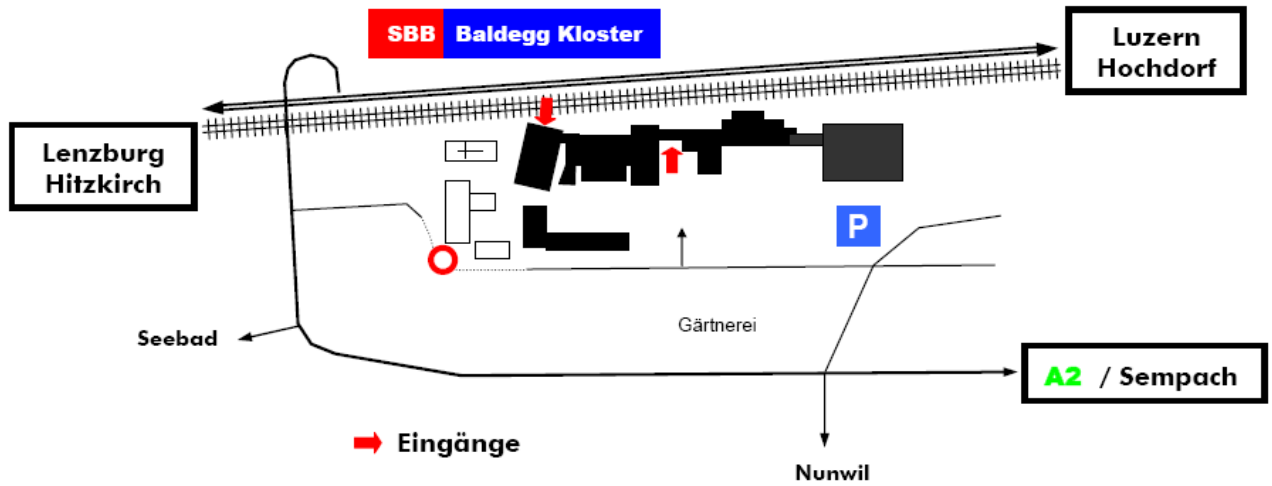 SBB Baldegg Kloster
Luzern
Hochdorf
Lenzburg
Hitzkirch
P
Gärtnerei
Seebad
A2 / Sempach
Eingänge
Nunwil